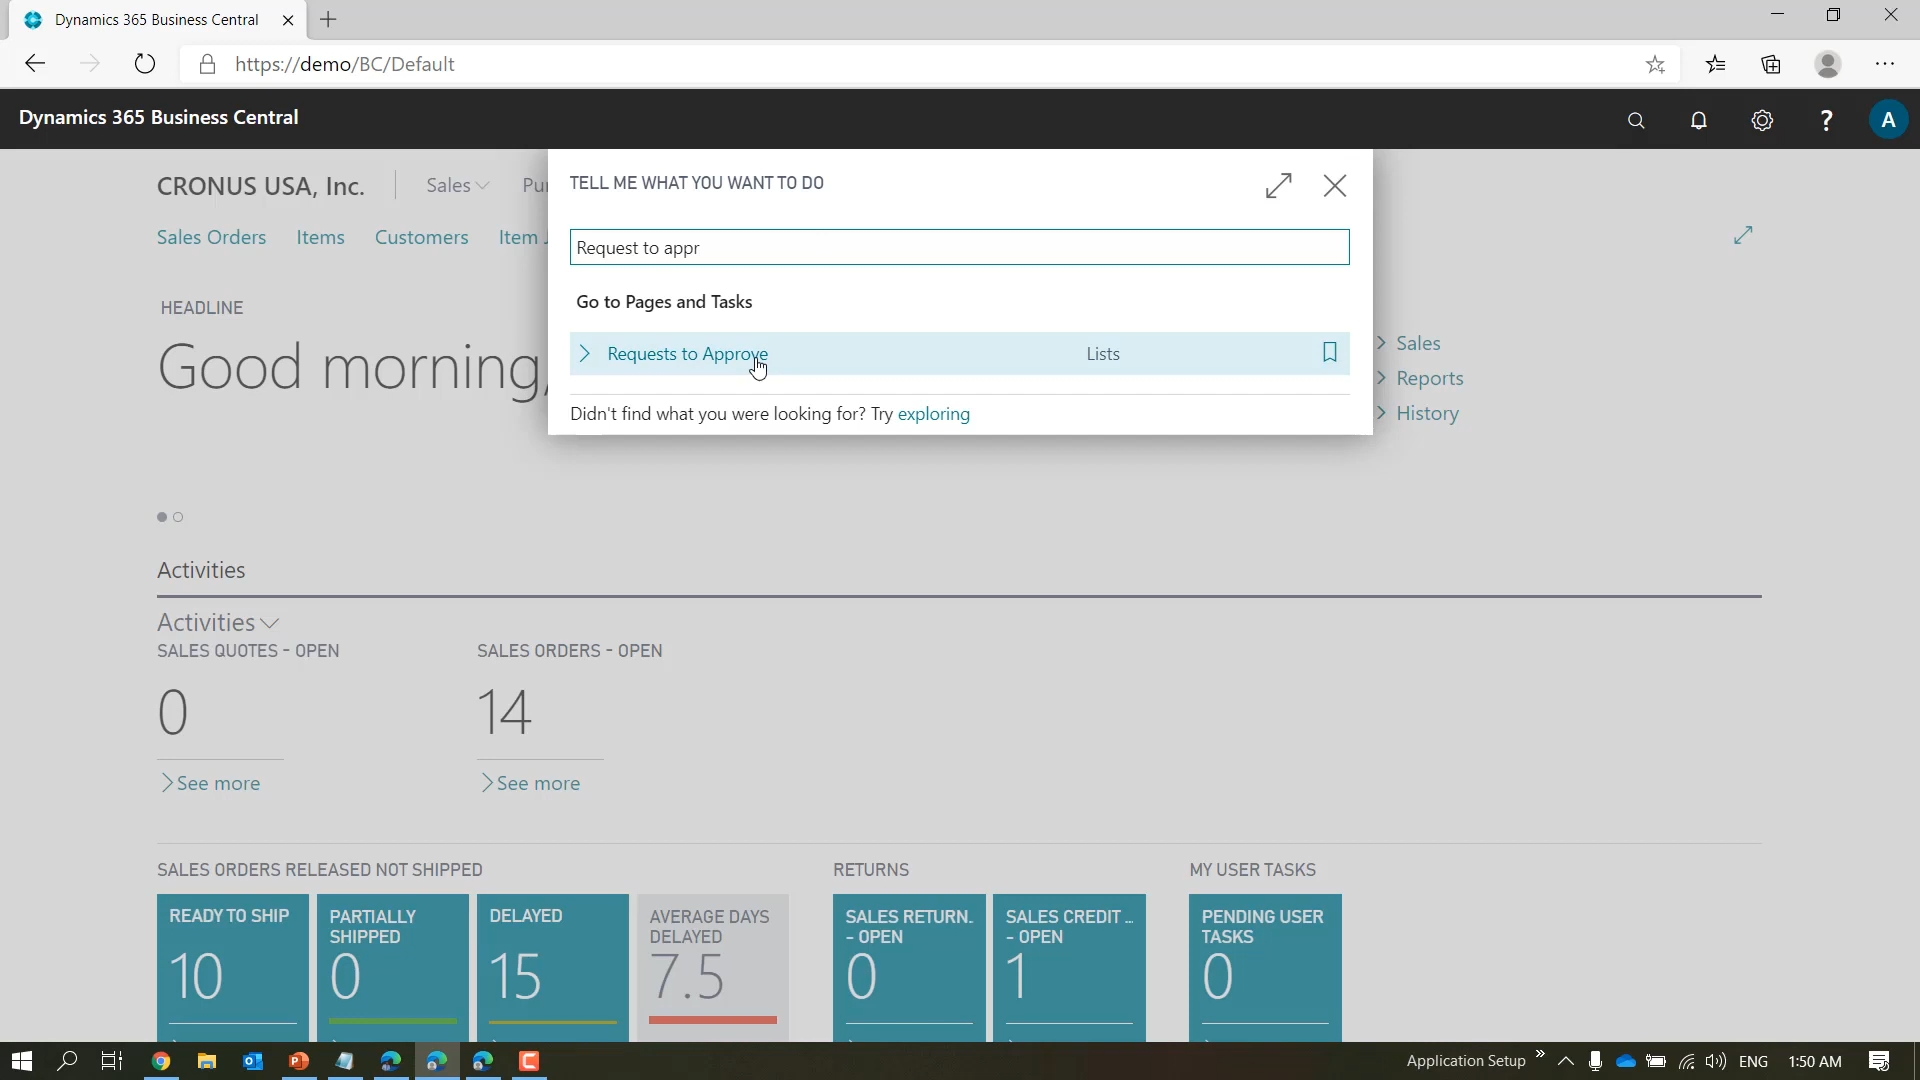 Dynamics 365 Business Central
https://demo/BC/Default
Dynamics 365 Business Central
A
CRONUS USA, Inc.
Sales
Sales Orders
Items
Customers
Item
TELL ME WHAT YOU WANT TO DO
Request to appr
Go to Pages and Tasks
Requests to Approve
Lists
Didn't find what you were looking for? Try exploring
HEADLINE
Good morning,
Sales
Reports
History
Activities
Activities
SALES QUOTES - OPEN
0
See more
SALES ORDERS - OPEN
14
See more
SALES ORDERS RELEASED NOT SHIPPED
READY TO SHIP
10
PARTIALLY
SHIPPED
0
DELAYED
15
AVERAGE DAYS
DELAYED
7.5
RETURNS
SALES RETURN.
- OPEN
0
SALES CREDIT ...
- OPEN
1
MY USER TASKS
PENDING USER
TASKS
0
Application Setup
ENG
1:50 AM